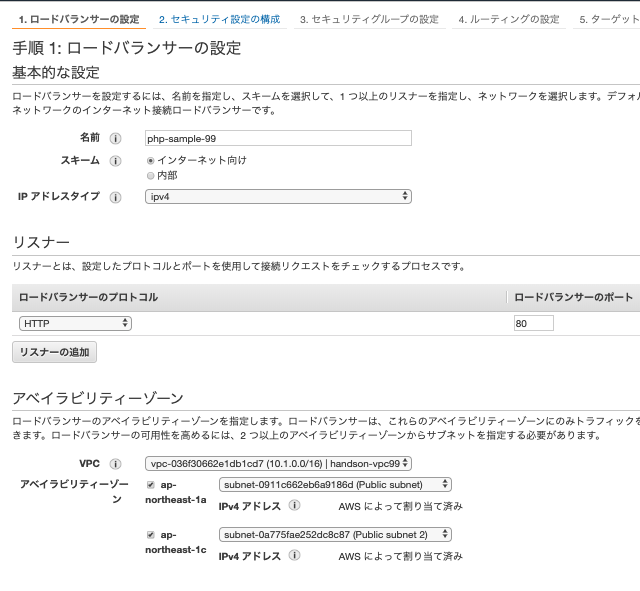 1. ロードバランサーの設定 2. セキュリティ設定の構成 3. セキュリティグループの設定 4. ルーティングの設定 5. ターゲット
手順 1: ロードバランサーの設定
基本的な設定
ロードバランサーを設定するには、名前を指定し、スキームを選択して、1 つ以上のリスナーを指定し、ネットワークを選択します。デフォル
ネットワークのインターネット接続ロードバランサーです。
名前 i php-sample-99
スキーム i インターネット向け
内部
IP アドレスタイプ i ipv4
リスナー
リスナーとは、設定したプロトコルとポートを使用して接続リクエストをチェックするプロセスです。
ロードバランサーのプロトコル ロードバランサーのポート
HTTP 80
リスナーの追加
アベイラビリティーゾーン
ロードバランサーのアベイラビリティーゾーンを指定します。ロードバランサーは、これらのアベイラビリティーゾーンにのみトラフィックを
きます。ロードバランサーの可用性を高めるには、2 つ以上のアベイラビリティーゾーンからサブネットを指定する必要があります。
VPC i vpc-036f30662e1db1cd7 (10.1.0.0/16) | handson-vpc99
アベイラビリティーゾー ap- subnet-0911c662eb6a9186d (Public subnet)
ン northeast-1a IPv4 アドレス i AWS によって割り当て済み
ap- subnet-0a775fae252dc8c87 (Public subnet 2)
northeast-1c IPv4 アドレス i AWS によって割り当て済み